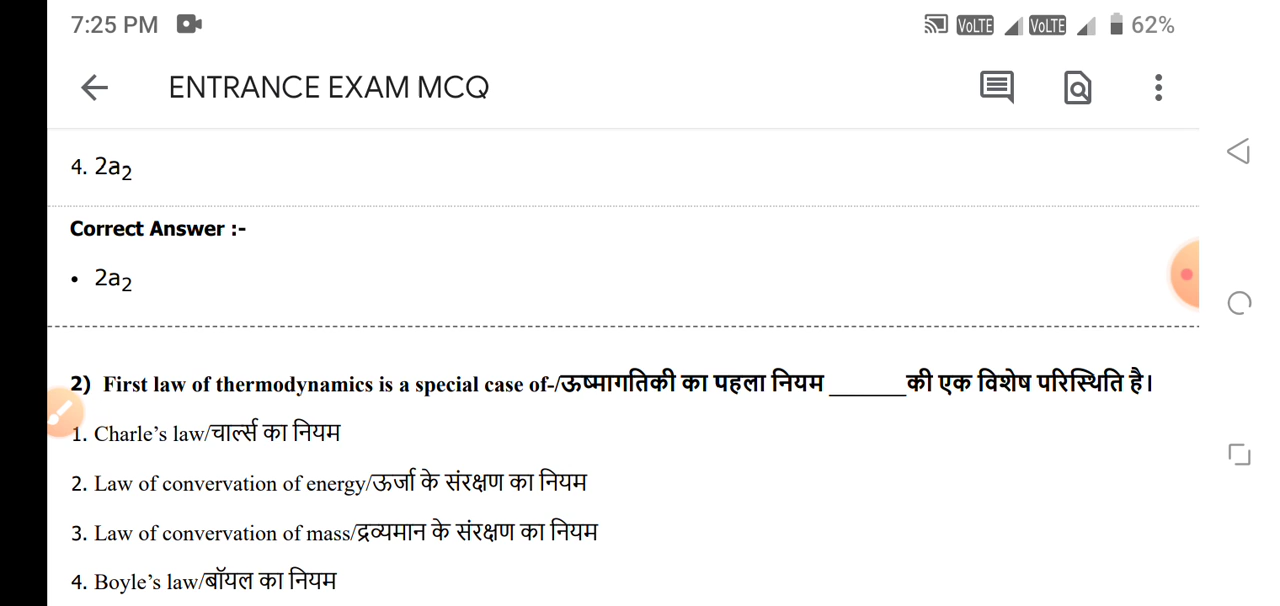 7:25 PM VoLTE VoLTE 62%
ENTRANCE EXAM MCQ
4. 2a₂
Correct Answer :-
• 2a₂
2) First law of thermodynamics is a special case of-/ऊष्मागतिकी का पहला नियम ______की एक विशेष परिस्थिति है।
1. Charle’s law/चार्ल्स का नियम
2. Law of convervation of energy/ऊर्जा के संरक्षण का नियम
3. Law of convervation of mass/द्रव्यमान के संरक्षण का नियम
4. Boyle’s law/बॉयल का नियम